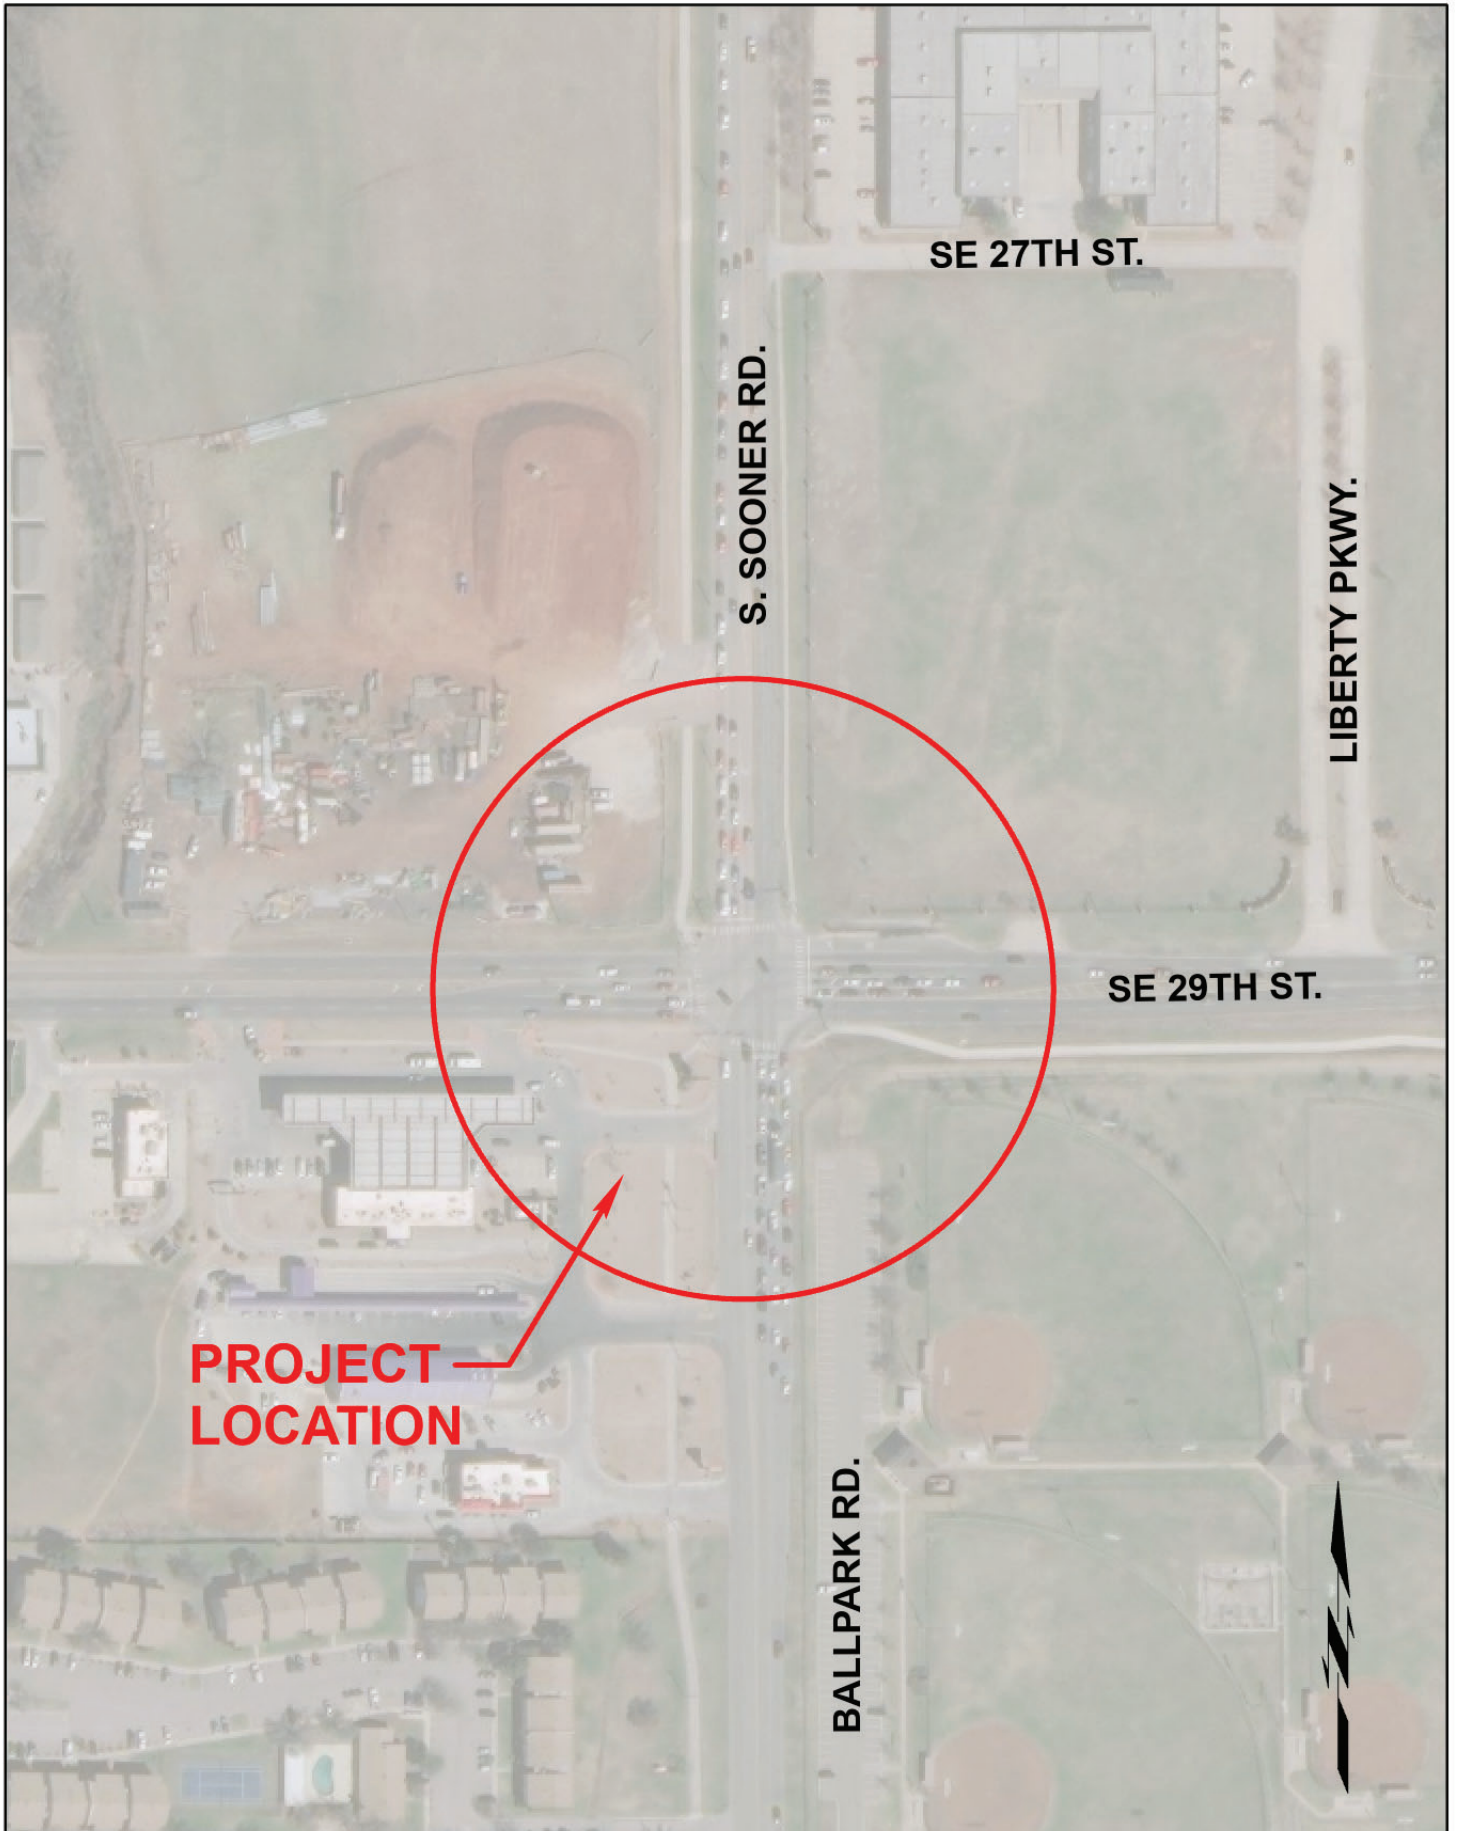 SE 27TH ST.
S. SOONER RD.
LIBERTY PKWY.
SE 29TH ST.
PROJECT
LOCATION
BALLPARK RD.
N